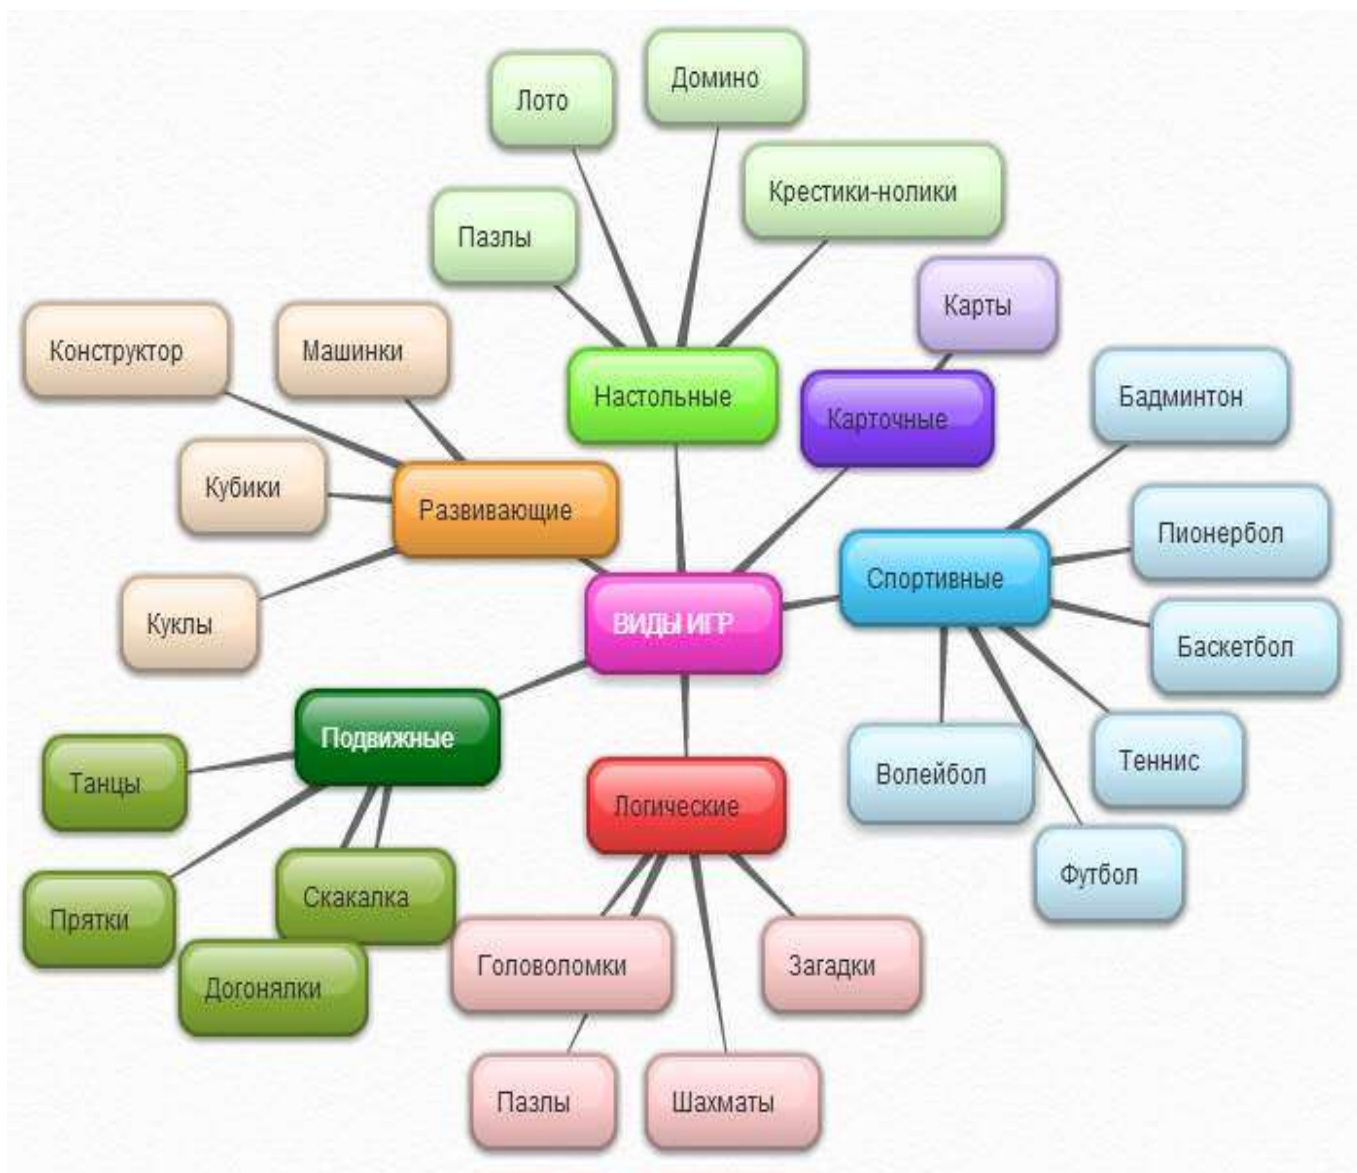 Домино
Лото
Крестики-нолики
Пазлы
Карты
Конструктор
Машинки
Настольные
Бадминтон
Карточные
Кубики
Развивающие
Пионербол
Спортивные
Куклы
ВИДЫ ИГР
Баскетбол
Подвижные
Теннис
Волейбол
Танцы
Логические
Футбол
Скакалка
Прятки
Головоломки
Загадки
Догонялки
Пазлы
Шахматы